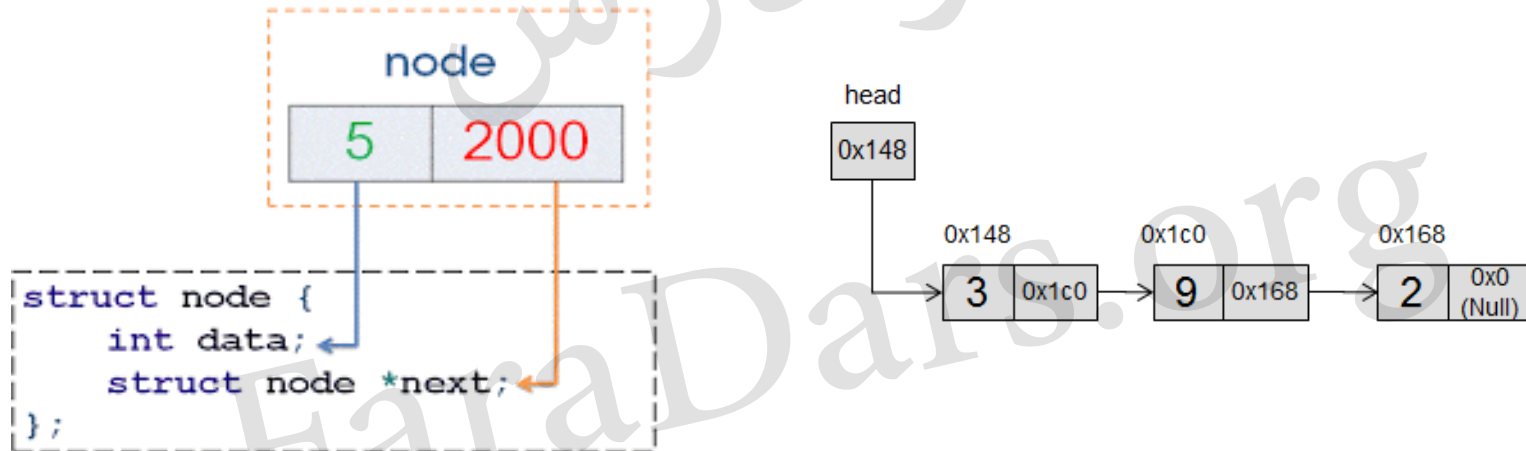 node
5 2000
struct node {
int data;
struct node *next;
};
head
0x148
0x148 0x1c0 0x168
3 0x1c0 9 0x168 2 0x0
(Null)
FaraDars.org